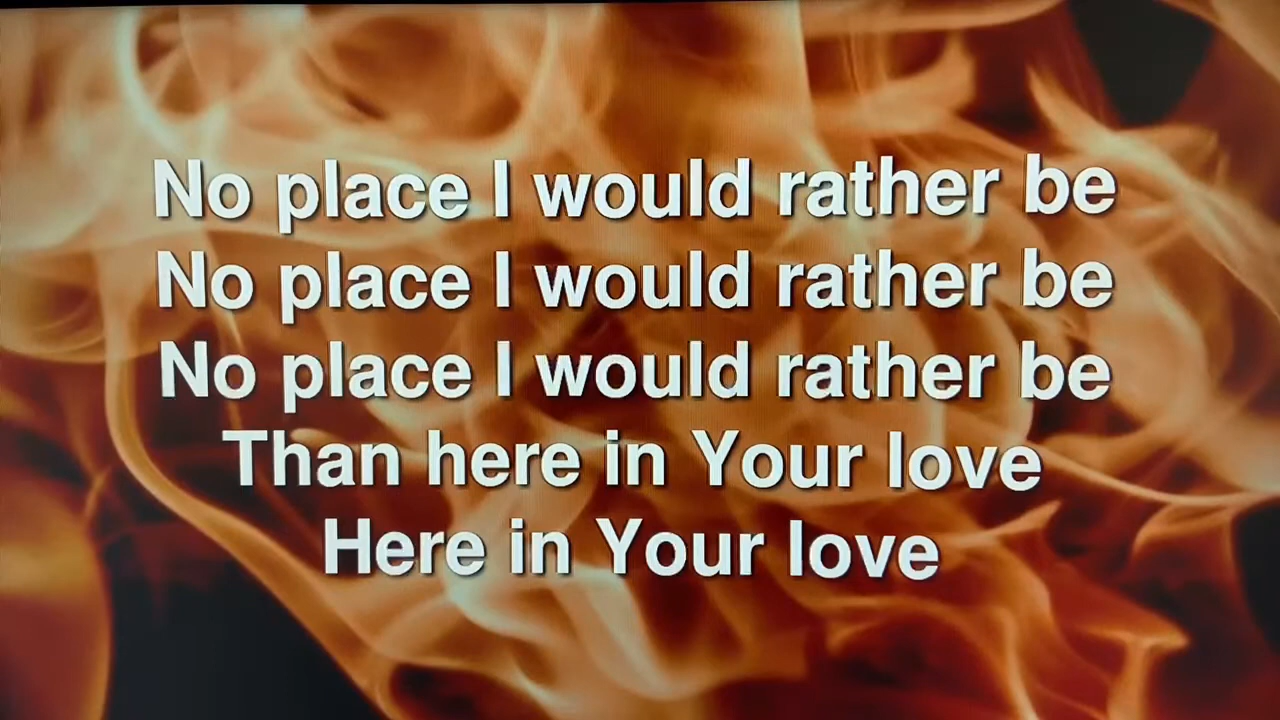 No place I would rather be
No place I would rather be
No place I would rather be
Than here in Your love
Here in Your love